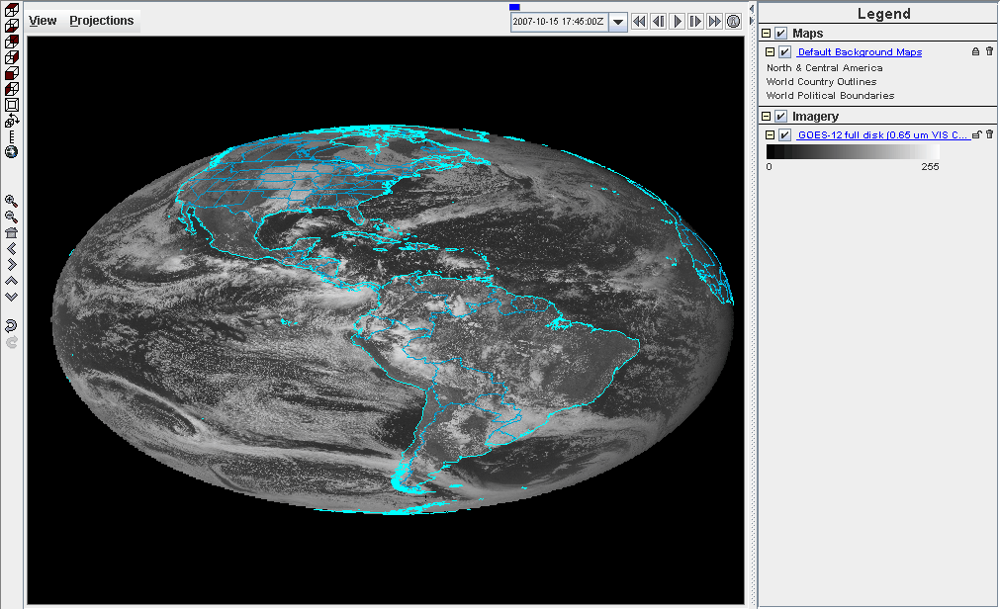 View Projections
2007-10-15 17:45:00Z
Legend
Maps
Default Background Maps
North & Central America
World Country Outlines
World Political Boundaries
Imagery
GOES-12 full disk (0.65 um VIS C...
0 255